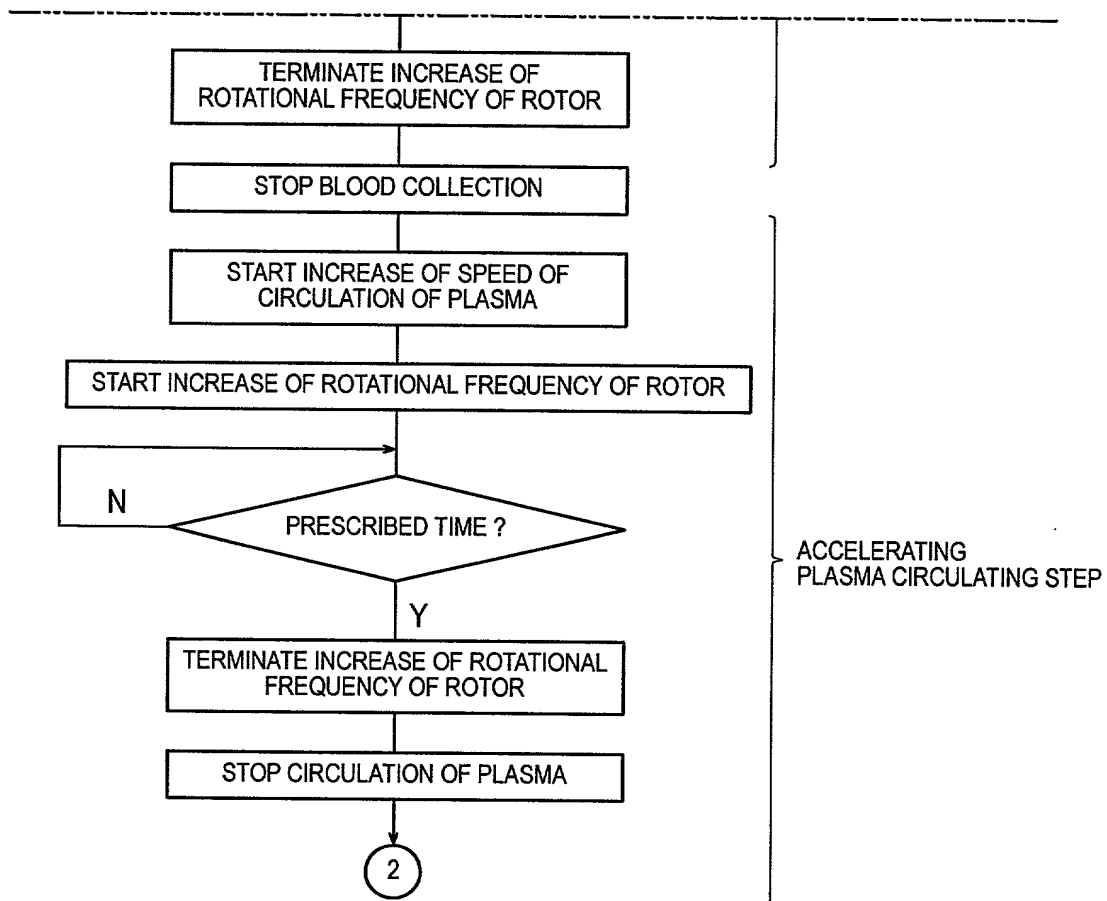 TERMINATE INCREASE OF
ROTATIONAL FREQUENCY OF ROTOR
STOP BLOOD COLLECTION
START INCREASE OF SPEED OF
CIRCULATION OF PLASMA
START INCREASE OF ROTATIONAL FREQUENCY OF ROTOR
N
PRESCRIBED TIME ?
ACCELERATING
PLASMA CIRCULATING STEP
Y
TERMINATE INCREASE OF ROTATIONAL
FREQUENCY OF ROTOR
STOP CIRCULATION OF PLASMA
2